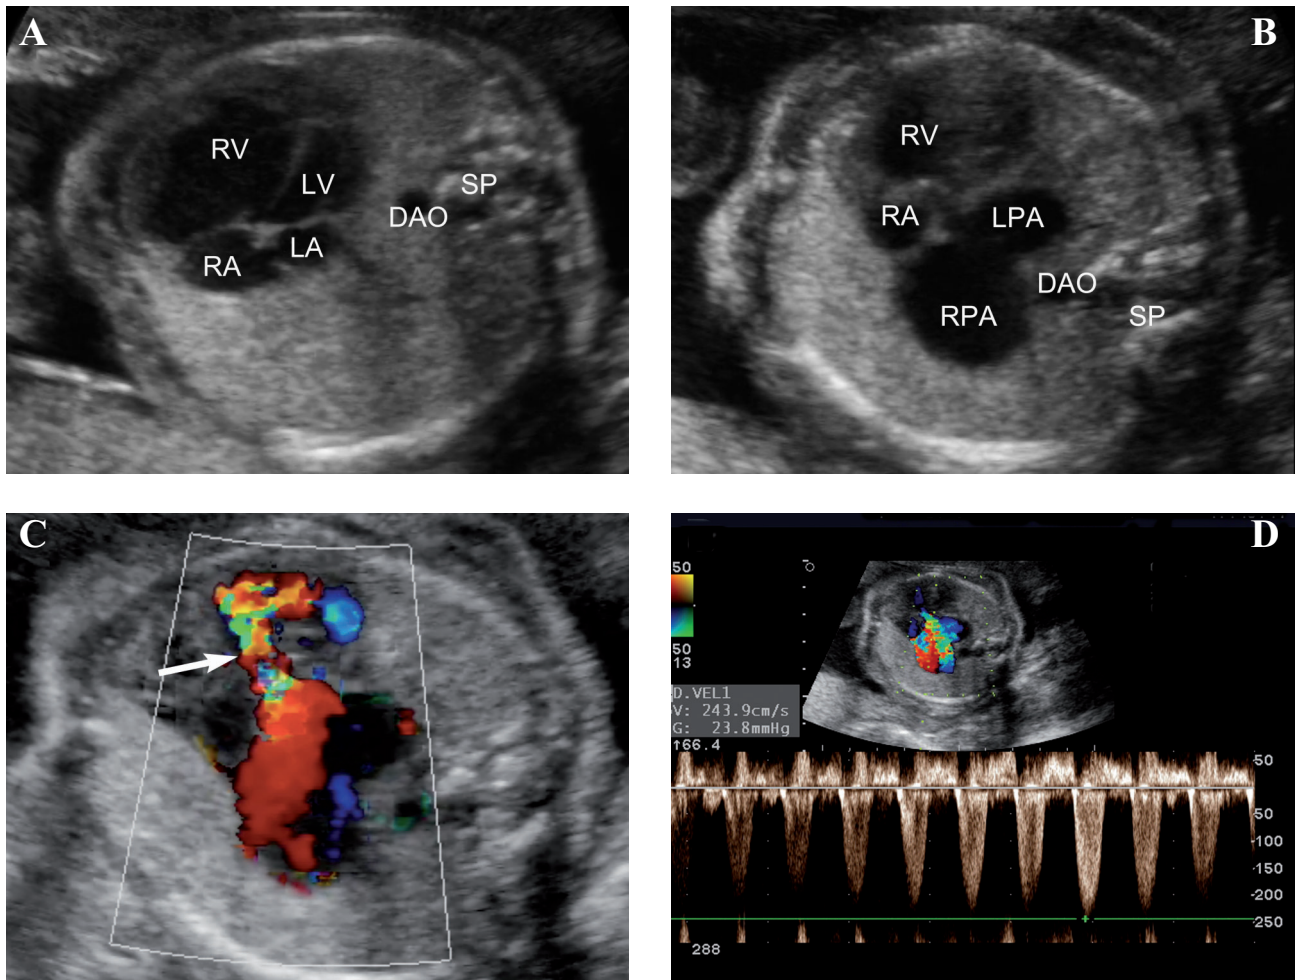 A
RV
LV
SP
DAO
LA
RA
B
RV
RA
LPA
DAO
RPA
SP
C
D
50
50
13
D.VEL1
V: 243.9cm/s
G: 23.8mmHg
↑66.4
50
50
100
150
-200
-250
288